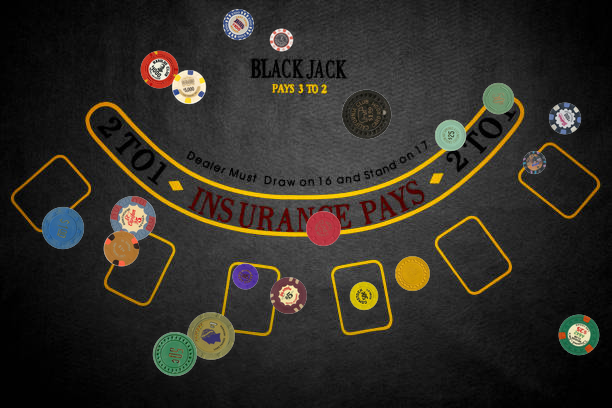 BLACK JACK
PAYS 3 TO 2
Dealer Must Draw on 16 and Stand on 17
2 TO 1
INSURANCE PAYS
2 TO 1